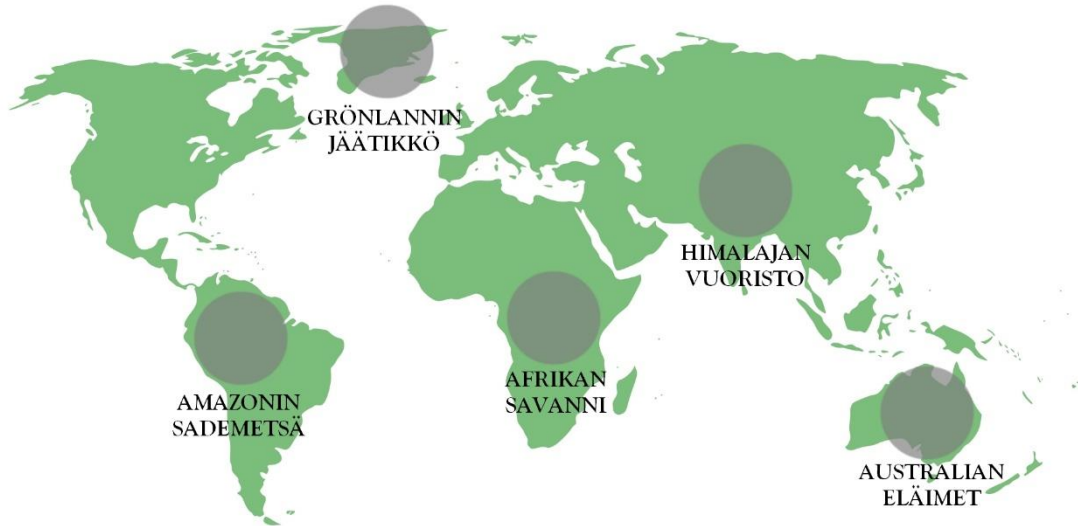 GRÖNLANNIN
JÄÄTIKKÖ
HIMALAJAN
VUORISTO
AFRIKAN
SAVANNI
AMAZONIN
SADEMETSÄ
AUSTRALIAN
ELÄIMET